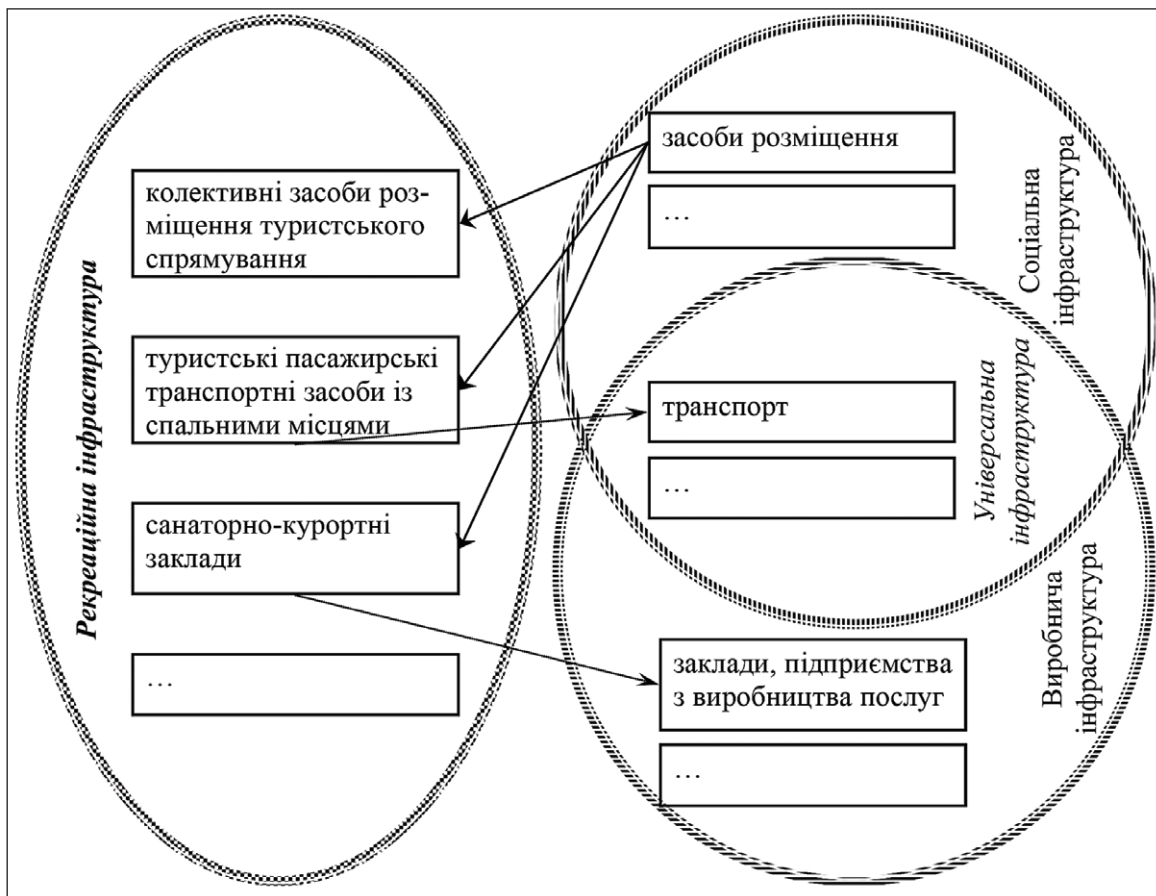 Рекреаційна інфраструктура
колективні засоби роз-
міщення туристського
спрямування
туристські пасажирські
транспортні засоби із
спальними місцями
санаторно-курортні
заклади
…
засоби розміщення
…
Соціальна
інфраструктура
транспорт
…
Універсальна
інфраструктура
заклади, підприємства
з виробництва послуг
…
Виробнича
інфраструктура